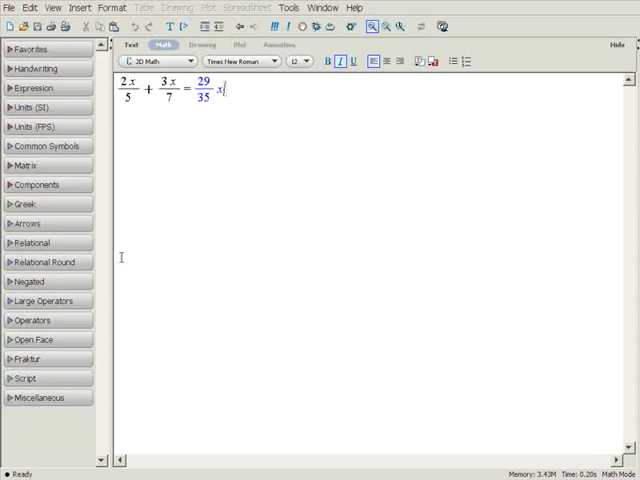 File Edit View Insert Format Table Drawing Plot Spreadsheet Tools Window Help
Text Math Drawing Plot Animation Hide
2D Math Times New Roman 12 B I U
Favorites
Handwriting
Expression
Units (SI)
Units (FPS)
Common Symbols
Matrix
Components
Greek
Arrows
Relational
Relational Round
Negated
Large Operators
Operators
Open Face
Fraktur
Script
Miscellaneous
2x/5 + 3x/7 = 29/35 x
Ready Memory: 3.43M Time: 0.20s Math Mode